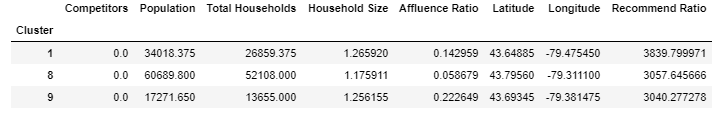 Competitors Population Total Households Household Size Affluence Ratio Latitude Longitude Recommend Ratio
Cluster
1 0.0 34018.375 26859.375 1.265920 0.142959 43.64885 -79.475450 3839.799971
8 0.0 60689.800 52108.000 1.175911 0.058679 43.79560 -79.311100 3057.645666
9 0.0 17271.650 13655.000 1.256155 0.222649 43.69345 -79.381475 3040.277278